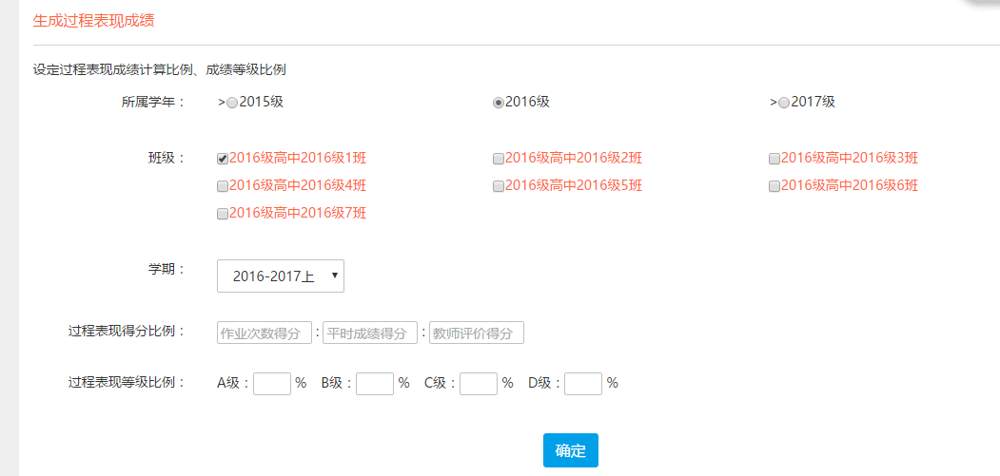 生成过程表现成绩
设定过程表现成绩计算比例、成绩等级比例
所属学年： >2015级 2016级 >2017级
班级： 2016级高中2016级1班 2016级高中2016级2班 2016级高中2016级3班
2016级高中2016级4班 2016级高中2016级5班 2016级高中2016级6班
2016级高中2016级7班
学期： 2016-2017上
过程表现得分比例： 作业次数得分 : 平时成绩得分 : 教师评价得分
过程表现等级比例： A级： % B级： % C级： % D级： %
确定